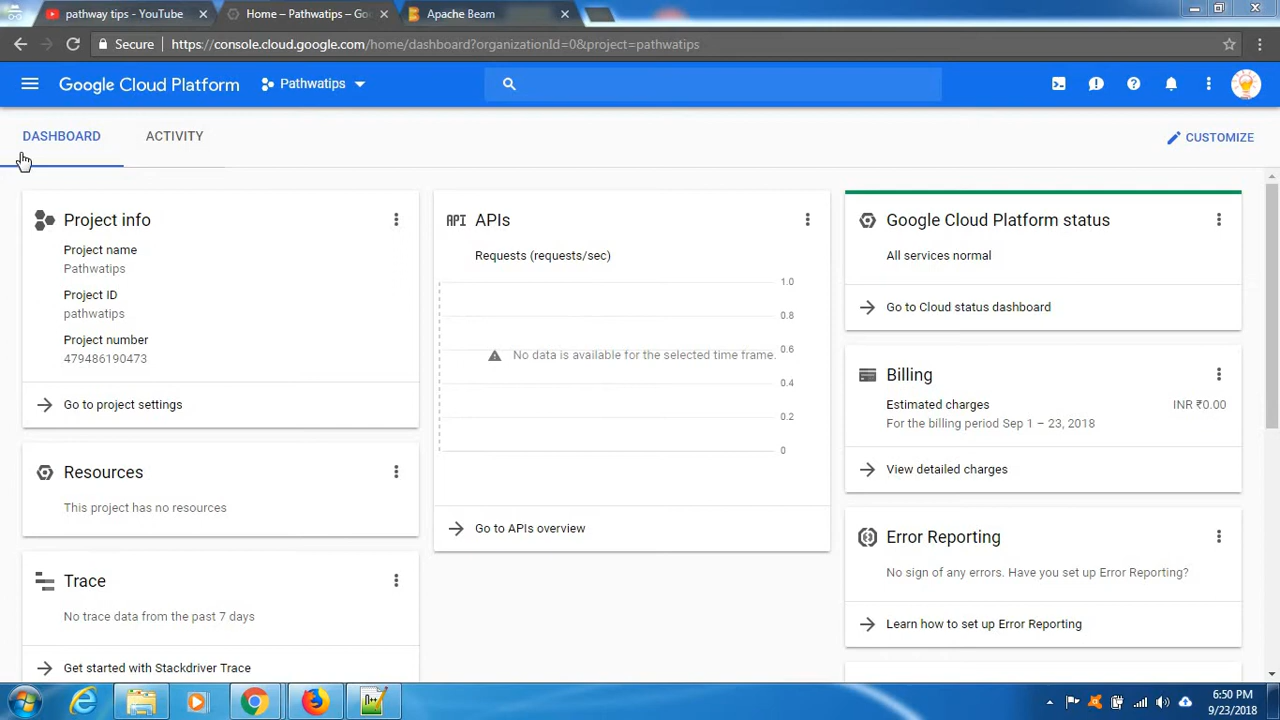 pathway tips - YouTube
Home – Pathwatips – Goo
Apache Beam
Secure
https://console.cloud.google.com/home/dashboard?organizationId=0&project=pathwatips
Google Cloud Platform
Pathwatips
DASHBOARD
ACTIVITY
CUSTOMIZE
Project info
Project name
Pathwatips
Project ID
pathwatips
Project number
479486190473
Go to project settings
Resources
This project has no resources
Trace
No trace data from the past 7 days
Get started with Stackdriver Trace
API APIs
Requests (requests/sec)
1.0
0.8
0.6
No data is available for the selected time frame.
0.4
0.2
0
Go to APIs overview
Google Cloud Platform status
All services normal
Go to Cloud status dashboard
Billing
Estimated charges
INR ₹0.00
For the billing period Sep 1 – 23, 2018
View detailed charges
Error Reporting
No sign of any errors. Have you set up Error Reporting?
Learn how to set up Error Reporting
6:50 PM
9/23/2018